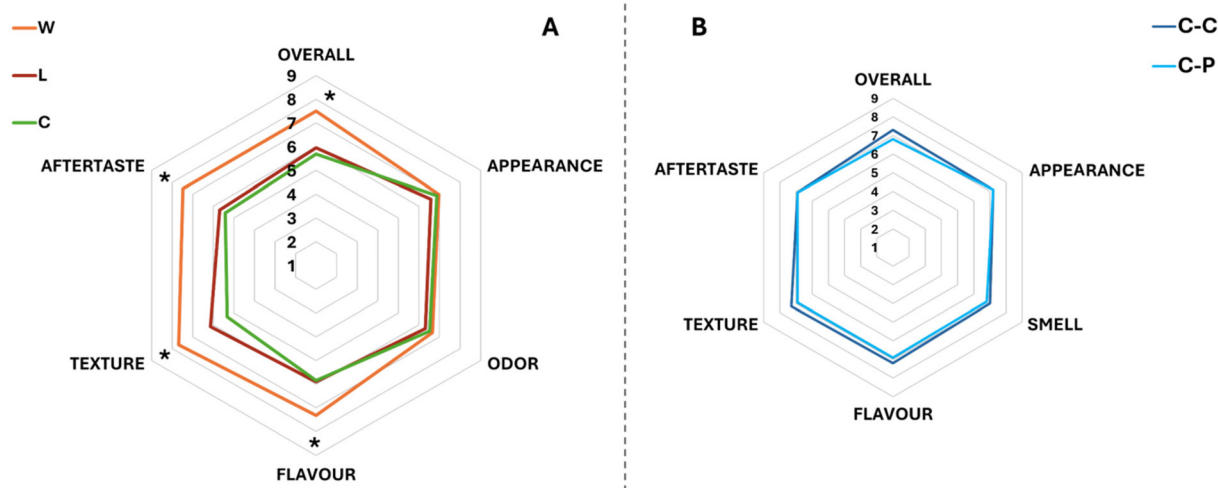 W
L
C
A
OVERALL
9
8
7
6
5
4
3
2
1
*
APPEARANCE
ODOR
FLAVOUR
*
TEXTURE
*
AFTERTASTE
*
B
C-C
C-P
OVERALL
9
8
7
6
5
4
3
2
1
APPEARANCE
SMELL
FLAVOUR
TEXTURE
AFTERTASTE